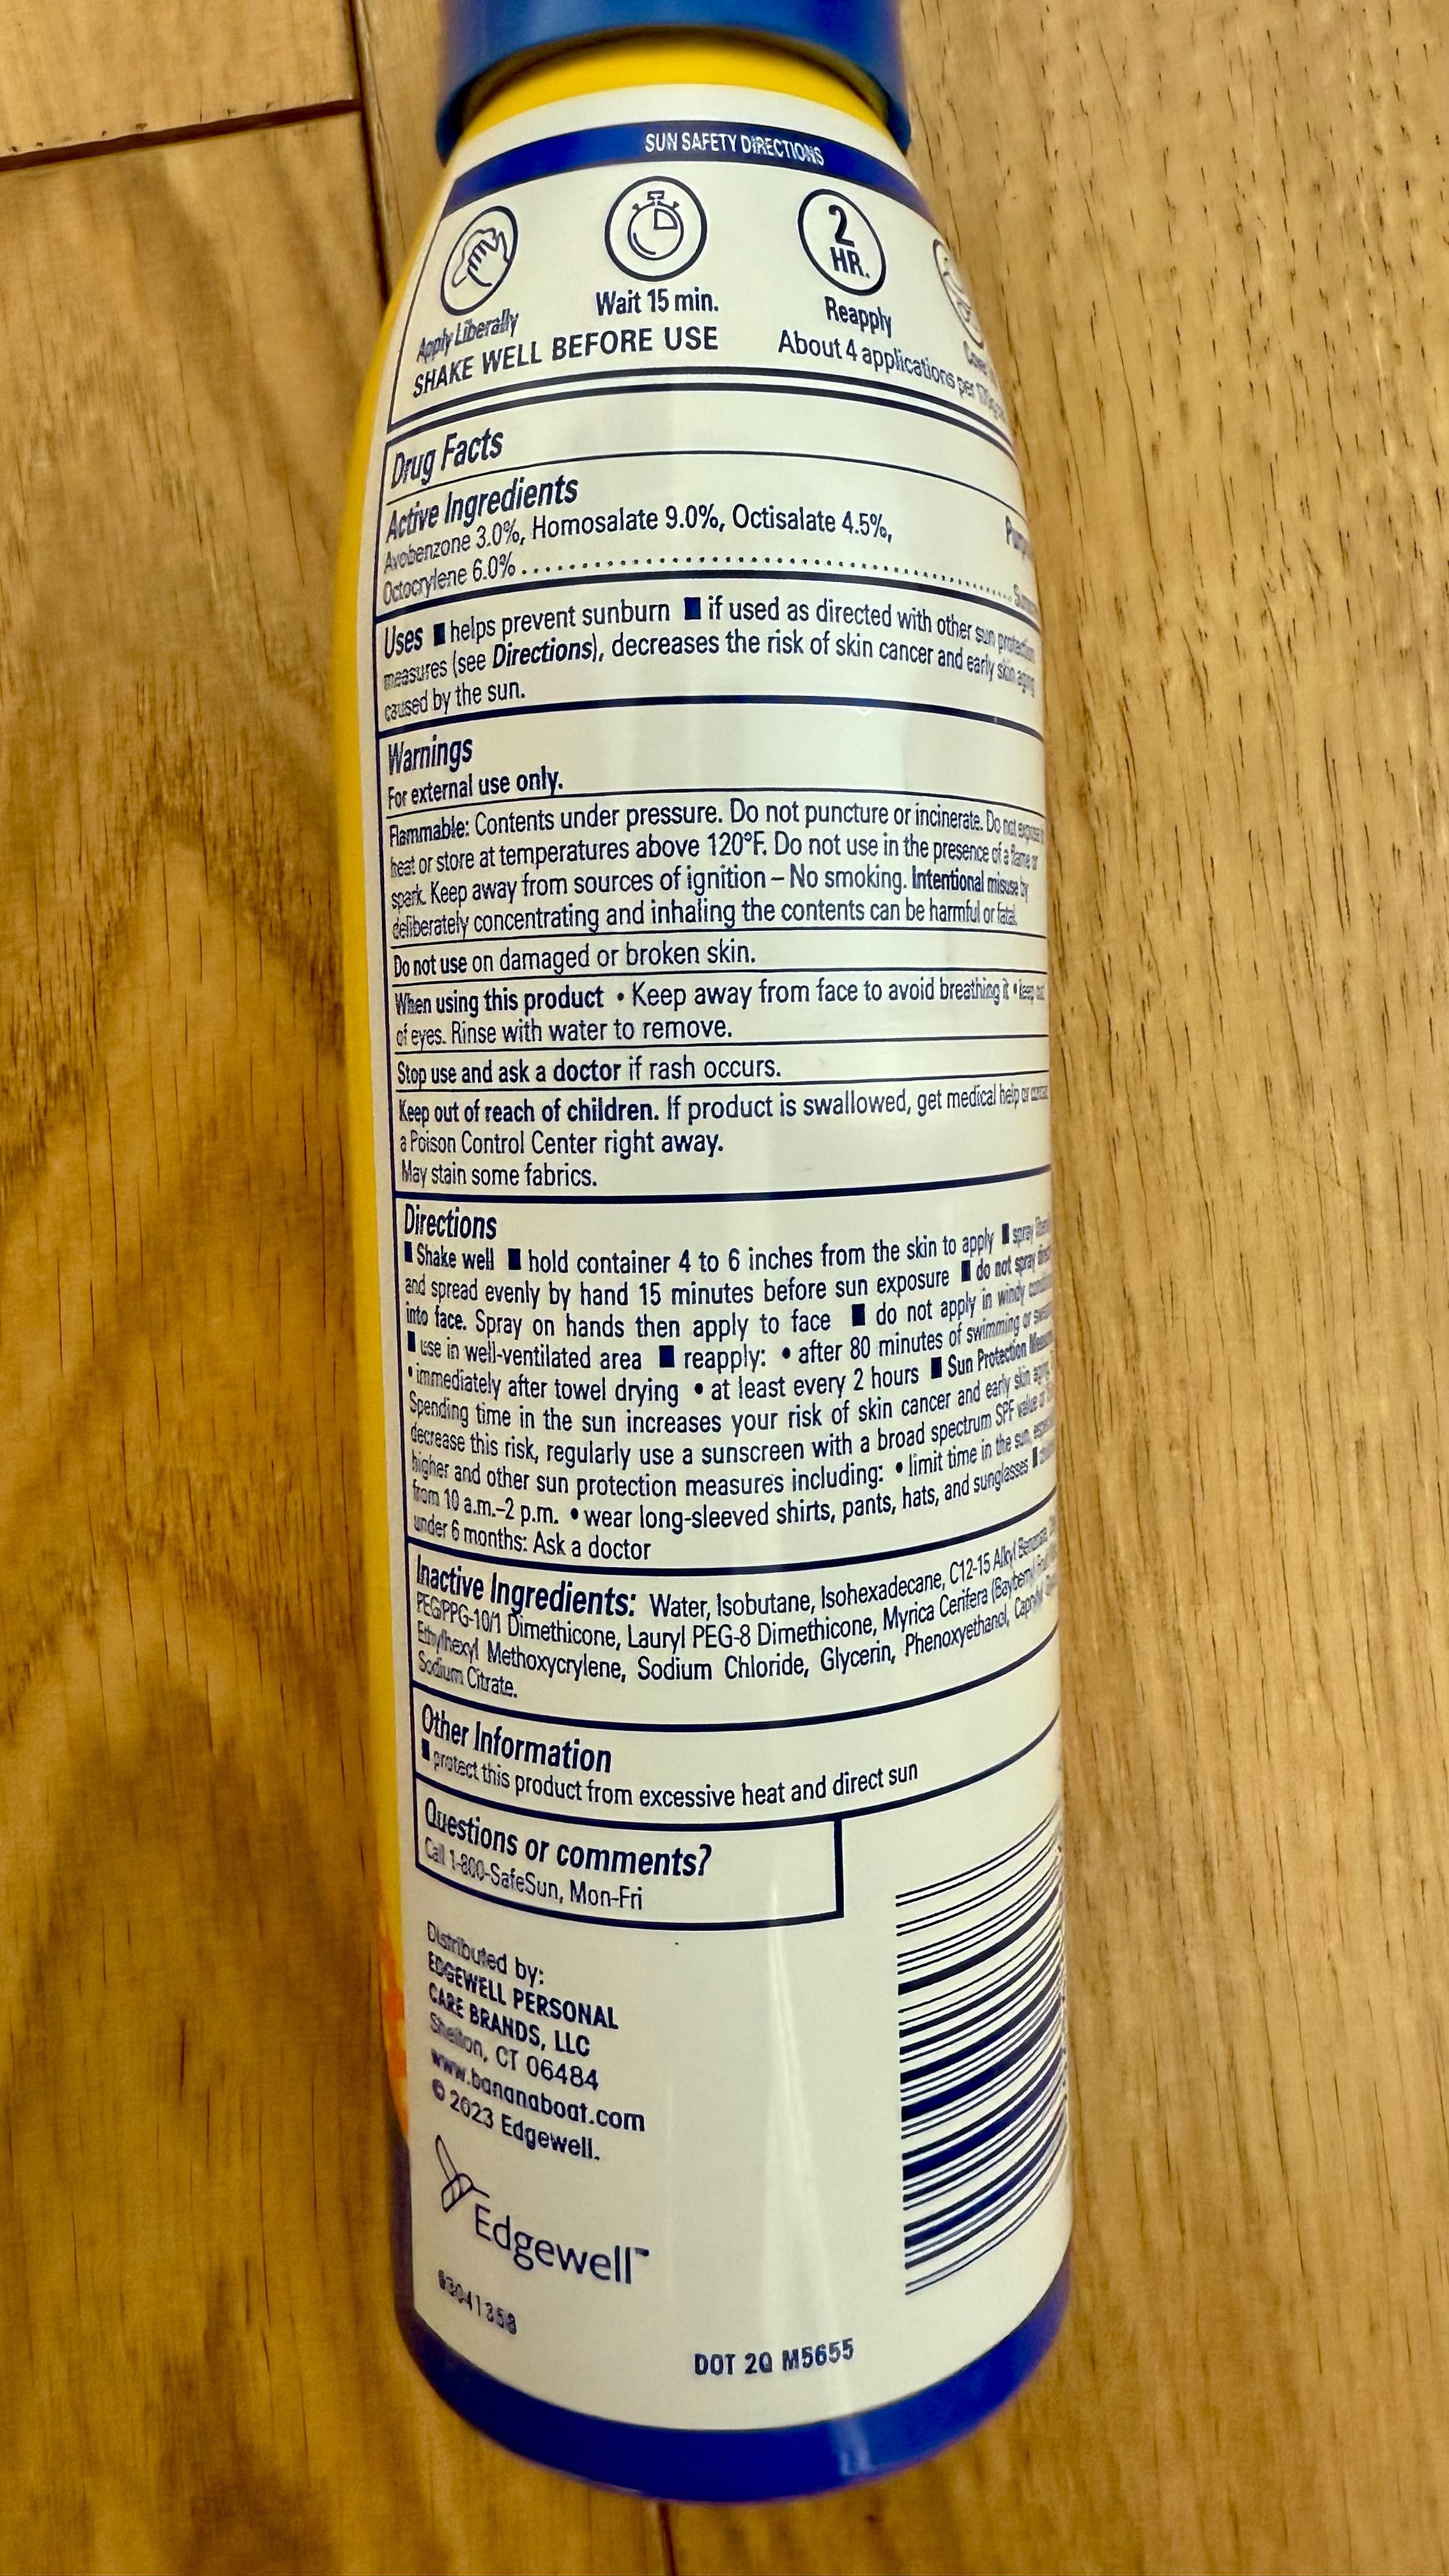 SUN SAFETY DIRECTIONS
2
HR.
Apply Liberally
Wait 15 min.
Reapply
SHAKE WELL BEFORE USE
About 4 applications per
Drug Facts
Active Ingredients
Avobenzone 3.0%, Homosalate 9.0%, Octisalate 4.5%,
Octocrylene 6.0%
Uses ■ helps prevent sunburn ■ if used as directed with other sun protection
measures (see Directions), decreases the risk of skin cancer and early skin aging
caused by the sun.
Warnings
For external use only.
Flammable: Contents under pressure. Do not puncture or incinerate. Do not
heat or store at temperatures above 120°F. Do not use in the presence of a flame or
spark. Keep away from sources of ignition – No smoking. Intentional misuse by
deliberately concentrating and inhaling the contents can be harmful or fatal.
Do not use on damaged or broken skin.
When using this product • Keep away from face to avoid breathing it •
of eyes. Rinse with water to remove.
Stop use and ask a doctor if rash occurs.
Keep out of reach of children. If product is swallowed, get medical help or
a Poison Control Center right away.
May stain some fabrics.
Directions
■ Shake well ■ hold container 4 to 6 inches from the skin to apply ■ spray
and spread evenly by hand 15 minutes before sun exposure ■ do not spray
into face. Spray on hands then apply to face ■ do not apply in windy
■ use in well-ventilated area ■ reapply: • after 80 minutes of swimming or
• immediately after towel drying • at least every 2 hours ■ Sun Protection
Spending time in the sun increases your risk of skin cancer and early skin
decrease this risk, regularly use a sunscreen with a broad spectrum SPF value
higher and other sun protection measures including: • limit time in the sun,
from 10 a.m.–2 p.m. • wear long-sleeved shirts, pants, hats, and sunglasses ■
under 6 months: Ask a doctor
Inactive Ingredients: Water, Isobutane, Isohexadecane, C12-15 Alkyl Benzoate,
PEG/PPG-10/1 Dimethicone, Lauryl PEG-8 Dimethicone, Myrica Cerifera (Bayberry)
Ethylhexyl Methoxycrylene, Sodium Chloride, Glycerin, Phenoxyethanol,
Sodium Citrate.
Other Information
■ protect this product from excessive heat and direct sun
Questions or comments?
Call 1-800-SafeSun, Mon-Fri
Distributed by:
EDGEWELL PERSONAL
CARE BRANDS, LLC
Shelton, CT 06484
www.bananaboat.com
© 2023 Edgewell.
Edgewell™
DOT 2Q M5655